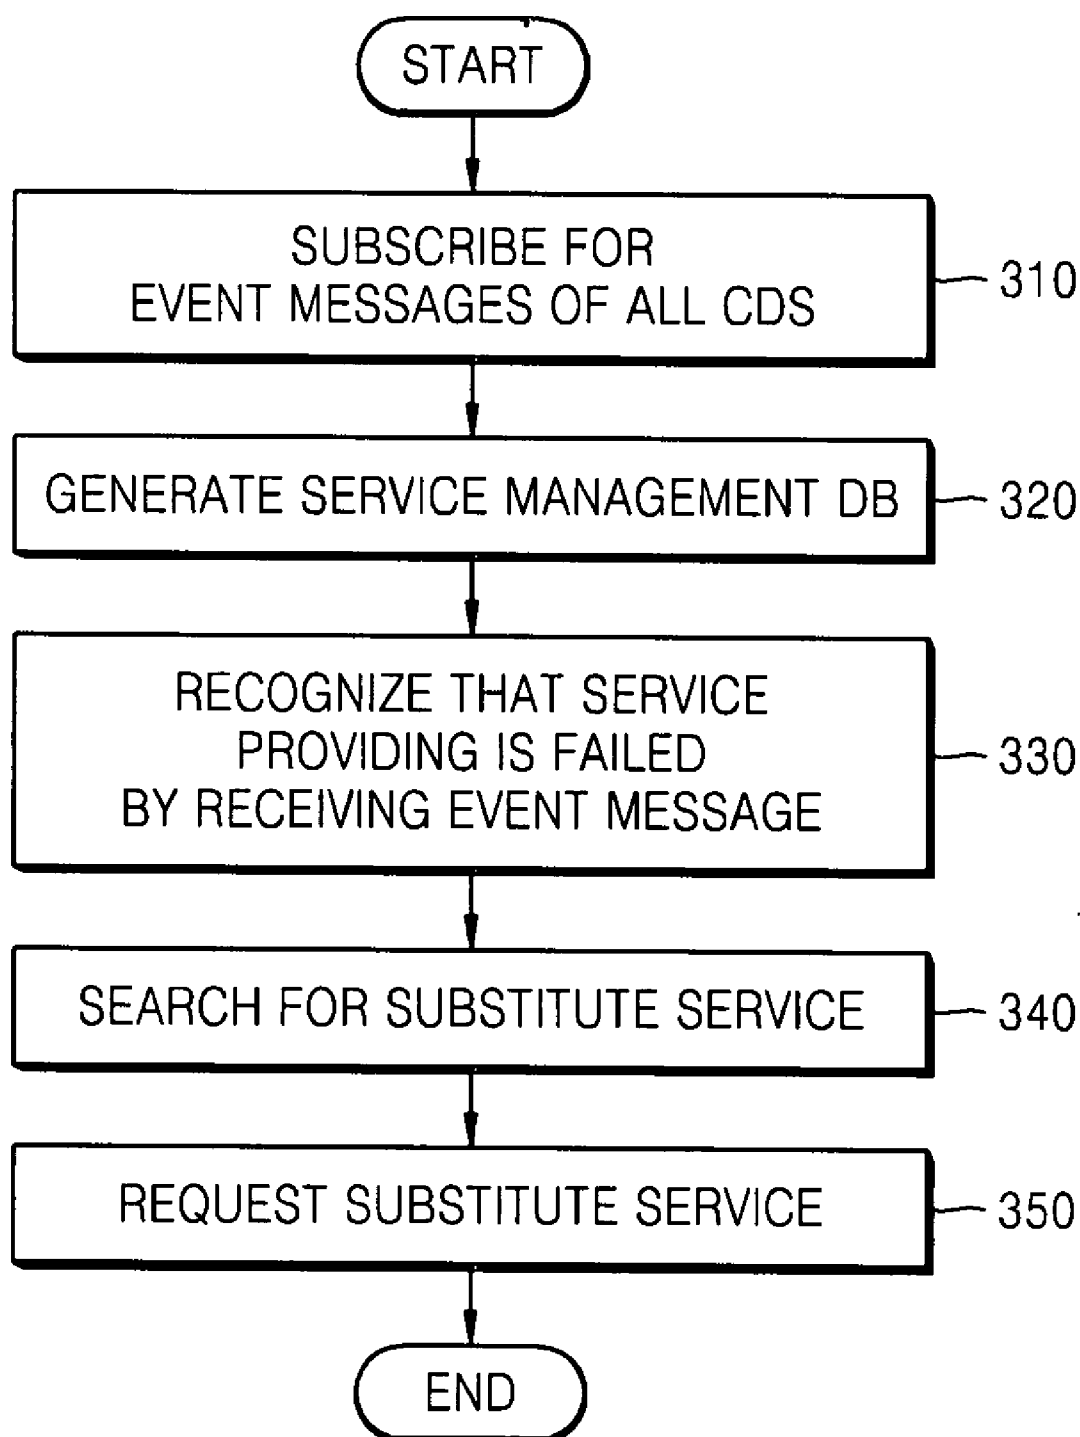 START
SUBSCRIBE FOR
EVENT MESSAGES OF ALL CDS
310
GENERATE SERVICE MANAGEMENT DB
320
RECOGNIZE THAT SERVICE
PROVIDING IS FAILED
BY RECEIVING EVENT MESSAGE
330
SEARCH FOR SUBSTITUTE SERVICE
340
REQUEST SUBSTITUTE SERVICE
350
END